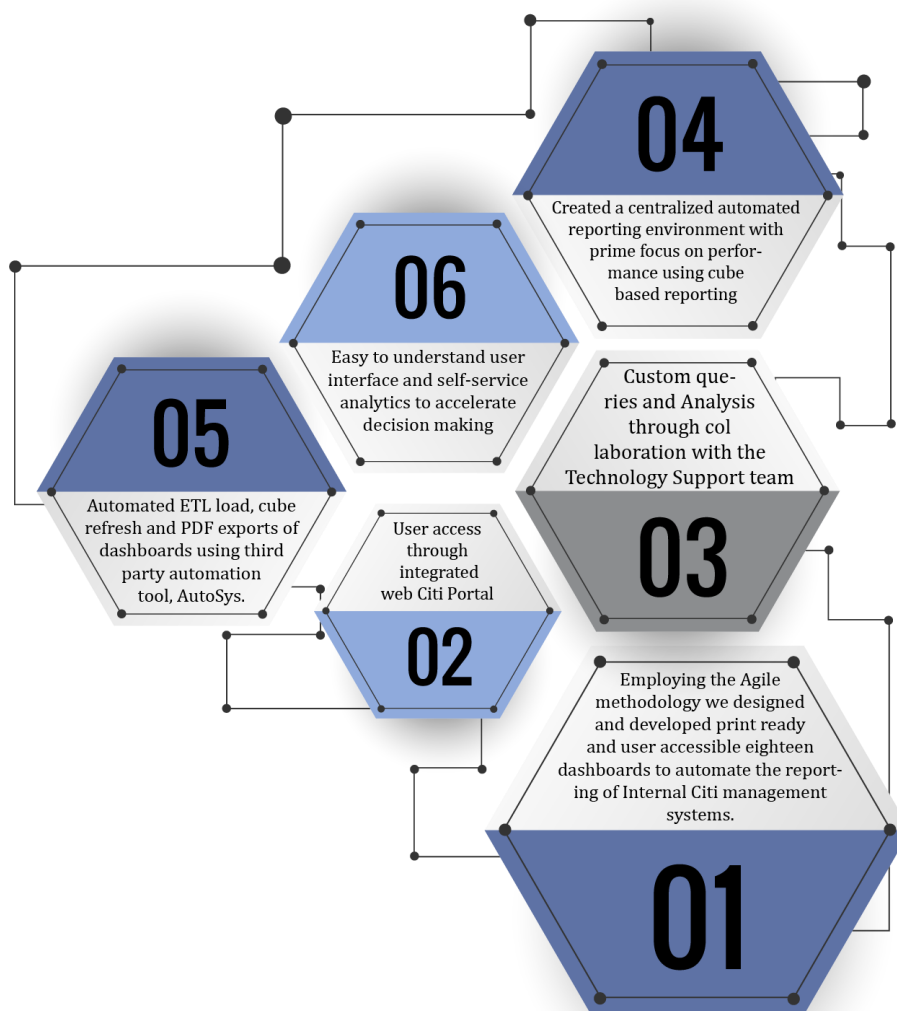 04
Created a centralized automated
reporting environment with
prime focus on perfor-
mance using cube
based reporting
06
Easy to understand user
interface and self-service
analytics to accelerate
decision making
05
Automated ETL load, cube
refresh and PDF exports of
dashboards using third
party automation
tool, AutoSys.
Custom que-
ries and Analysis
through col
laboration with the
Technology Support team
03
User access
through
integrated
web Citi Portal
02
Employing the Agile
methodology we designed
and developed print ready
and user accessible eighteen
dashboards to automate the report-
ing of Internal Citi management
systems.
01